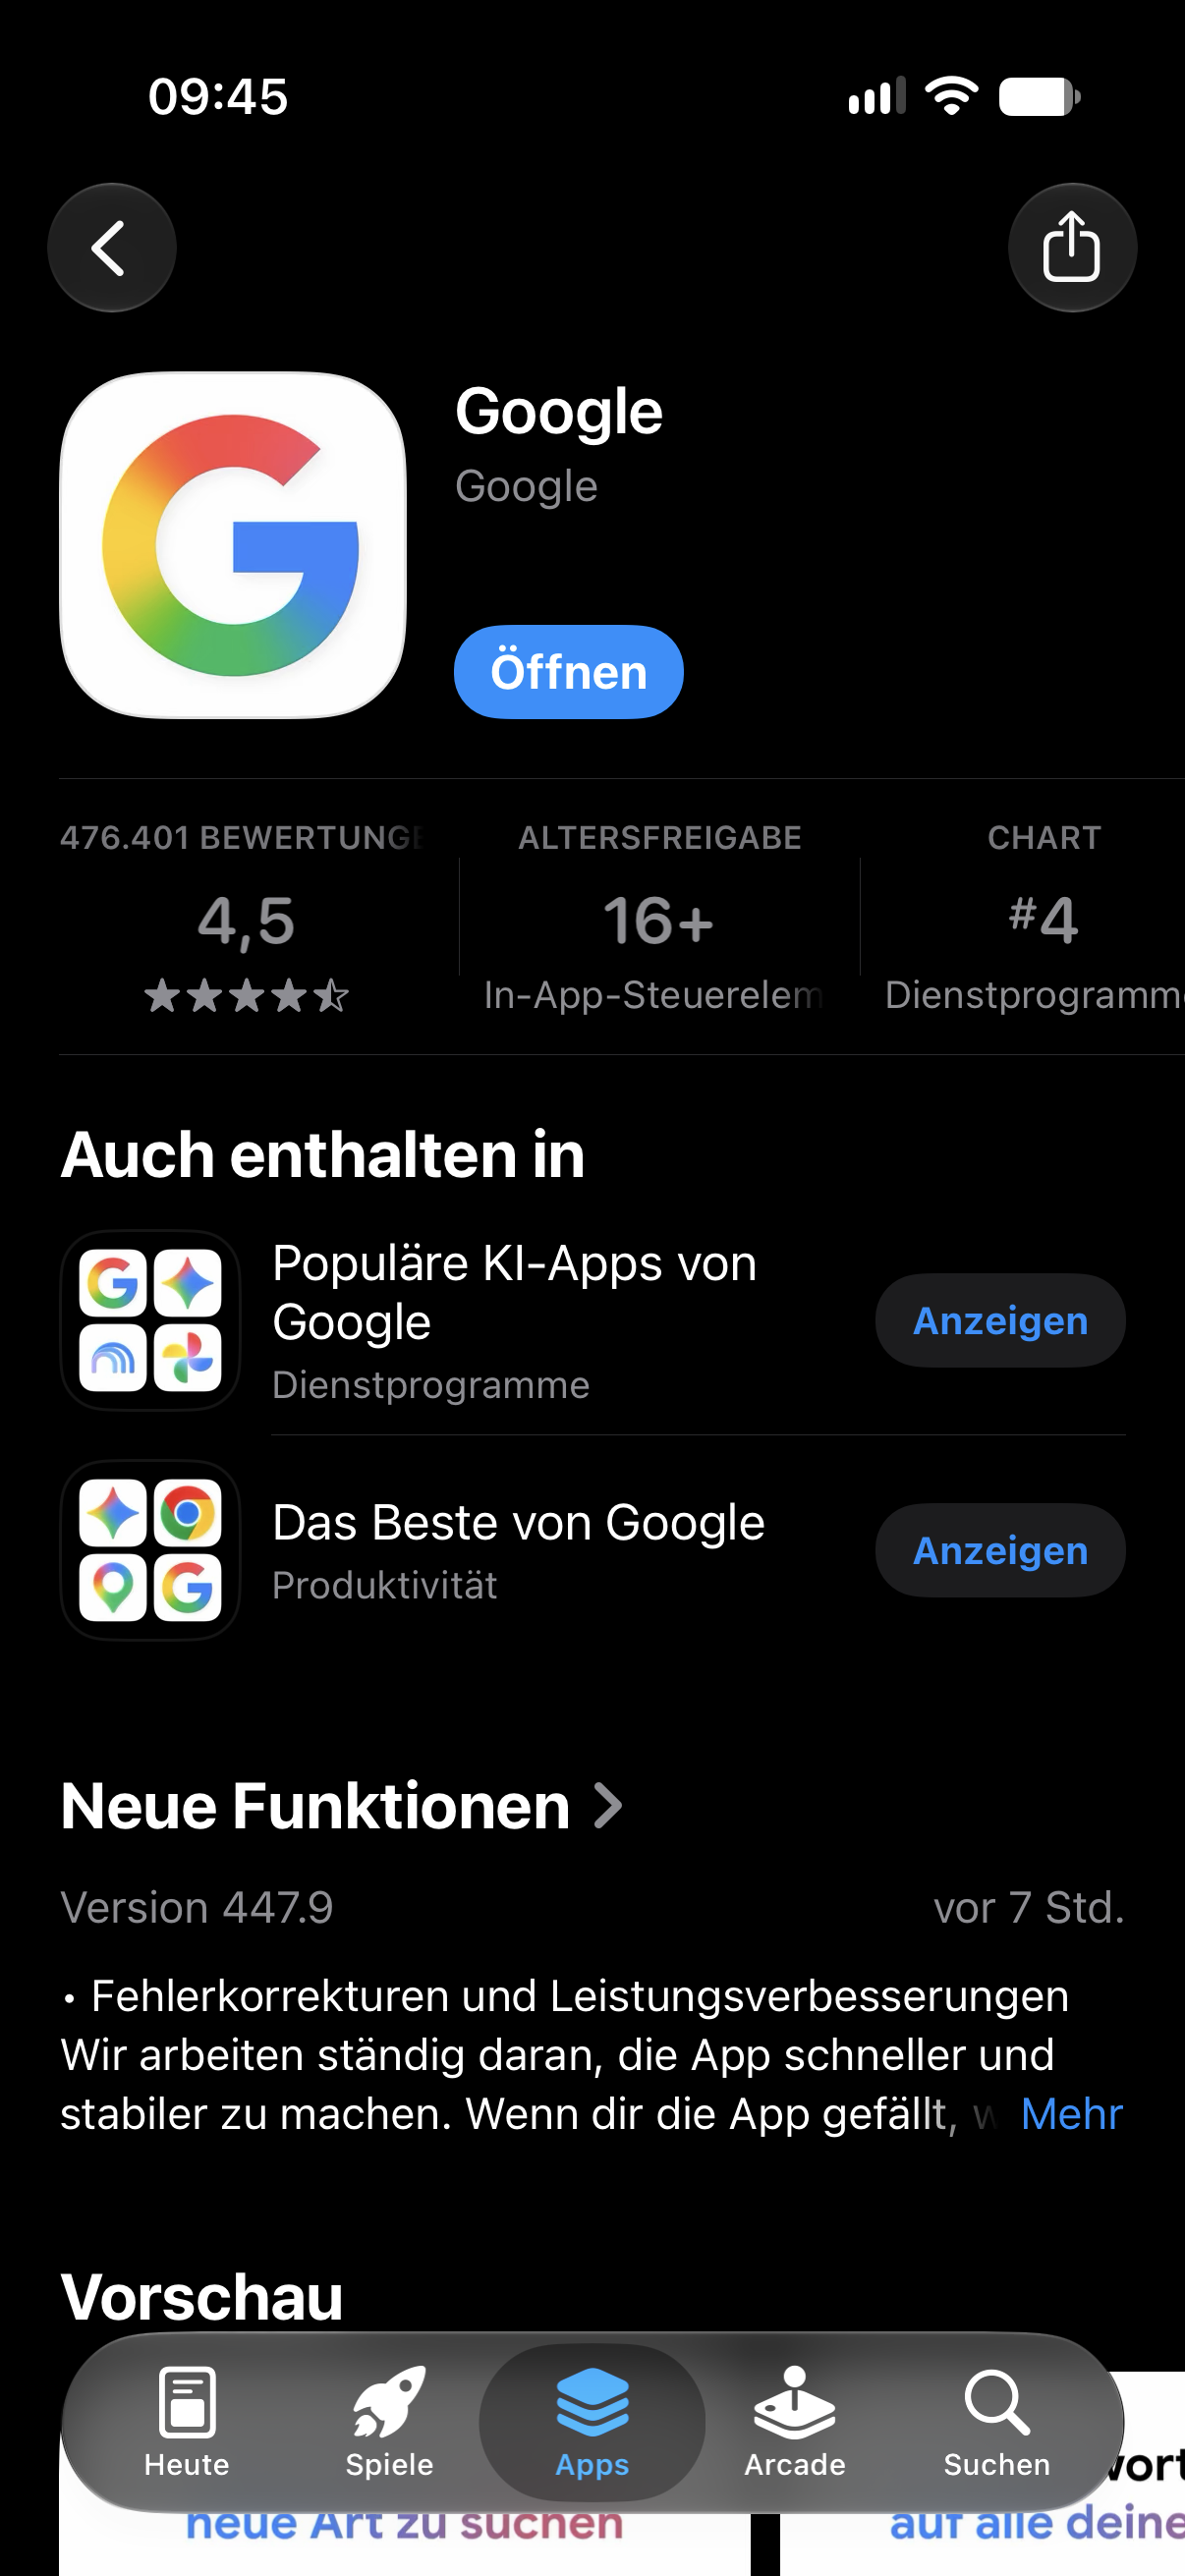 09:45
Google
Google
Öffnen
476.401 BEWERTUNGE
4,5
ALTERSFREIGABE
16+
In-App-Steuerelem
CHART
#4
Dienstprogramme
Auch enthalten in
Populäre KI-Apps von
Google
Dienstprogramme
Anzeigen
Das Beste von Google
Produktivität
Anzeigen
Neue Funktionen
Version 447.9 vor 7 Std.
• Fehlerkorrekturen und Leistungsverbesserungen
Wir arbeiten ständig daran, die App schneller und
stabiler zu machen. Wenn dir die App gefällt, w Mehr
Vorschau
Heute Spiele Apps Arcade Suchen
neue Art zu suchen
auf alle deine